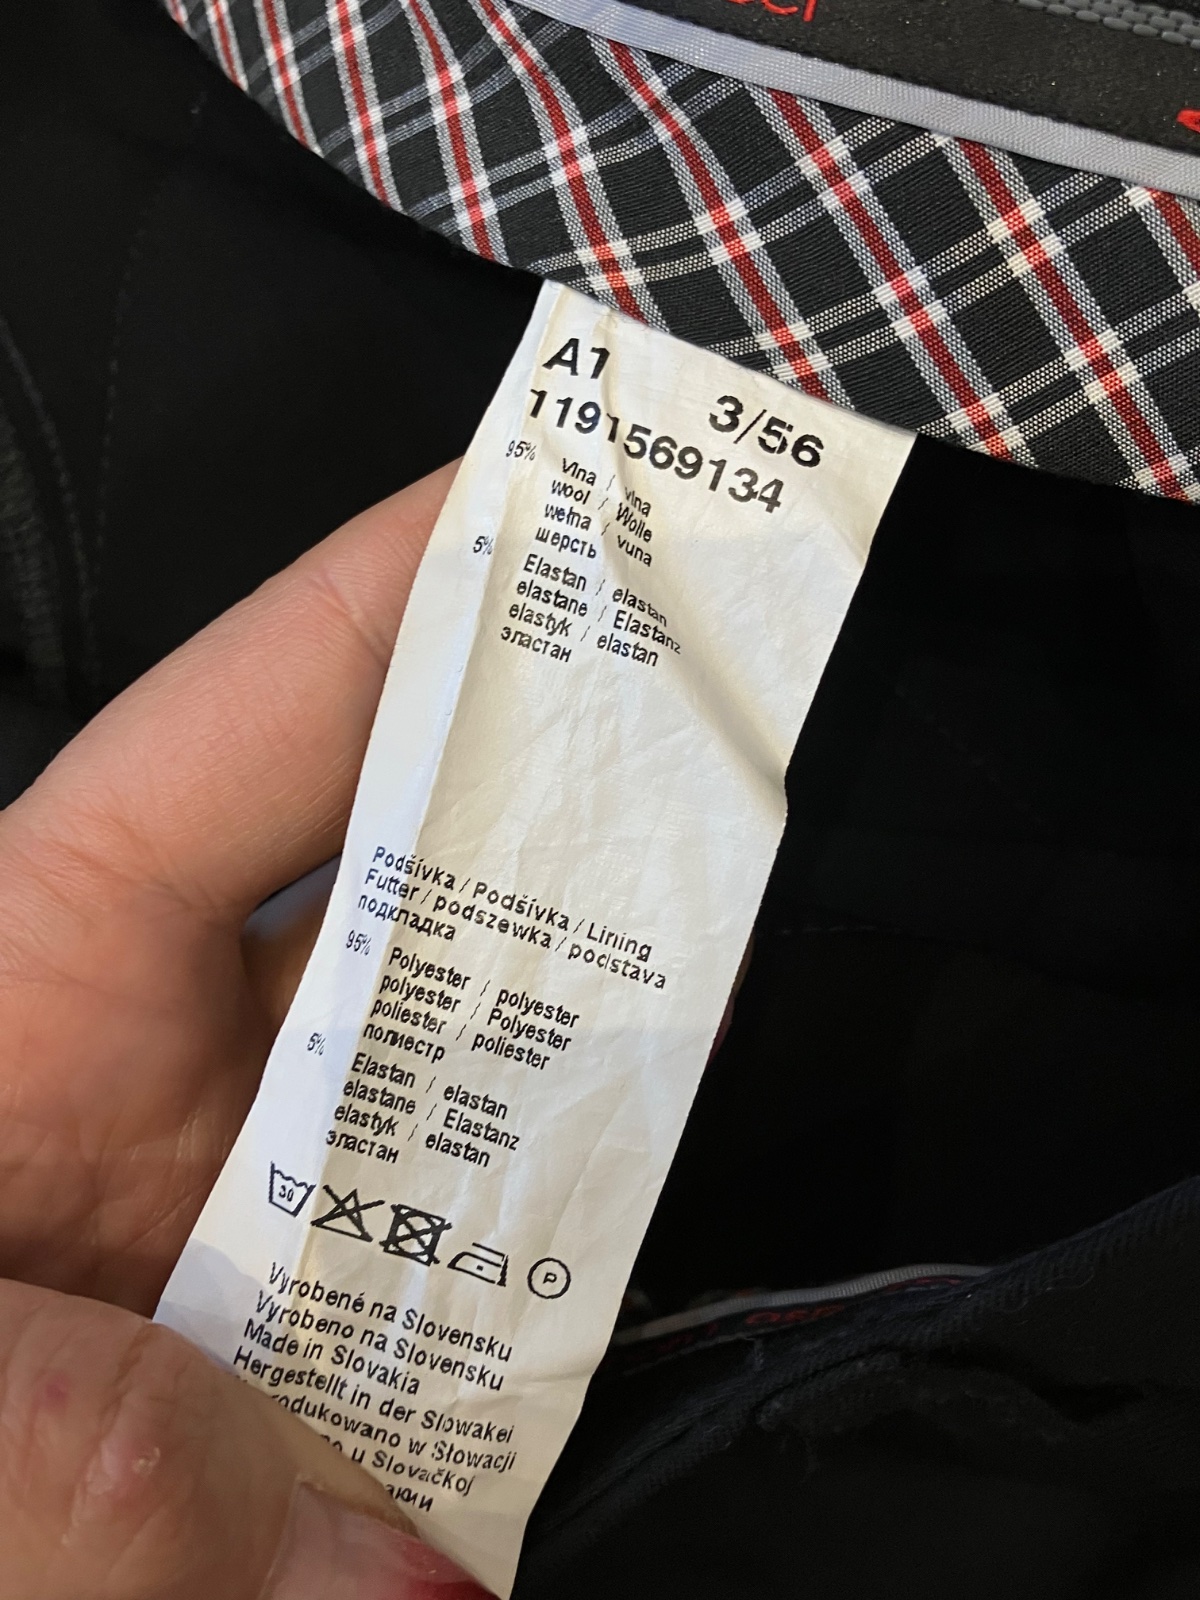 A1 3/56
1191569134
95% vlna / vlna
wool / Wolle
wełna / vuna
шерсть
5% Elastan / elastan
elastane / Elastanz
elastyk / elastan
эластан
Podšívka / Podšívka / Lining
Futter / podszewka / podstava
подкладка
95% Polyester / polyester
polyester / Polyester
poliester / poliester
полиестр
5% Elastan / elastan
elastane / Elastanz
elastyk / elastan
эластан
30
P
Vyrobené na Slovensku
Vyrobeno na Slovensku
Made in Slovakia
Hergestellt in der Slowakei
w Słowacji
u Slovačkoj